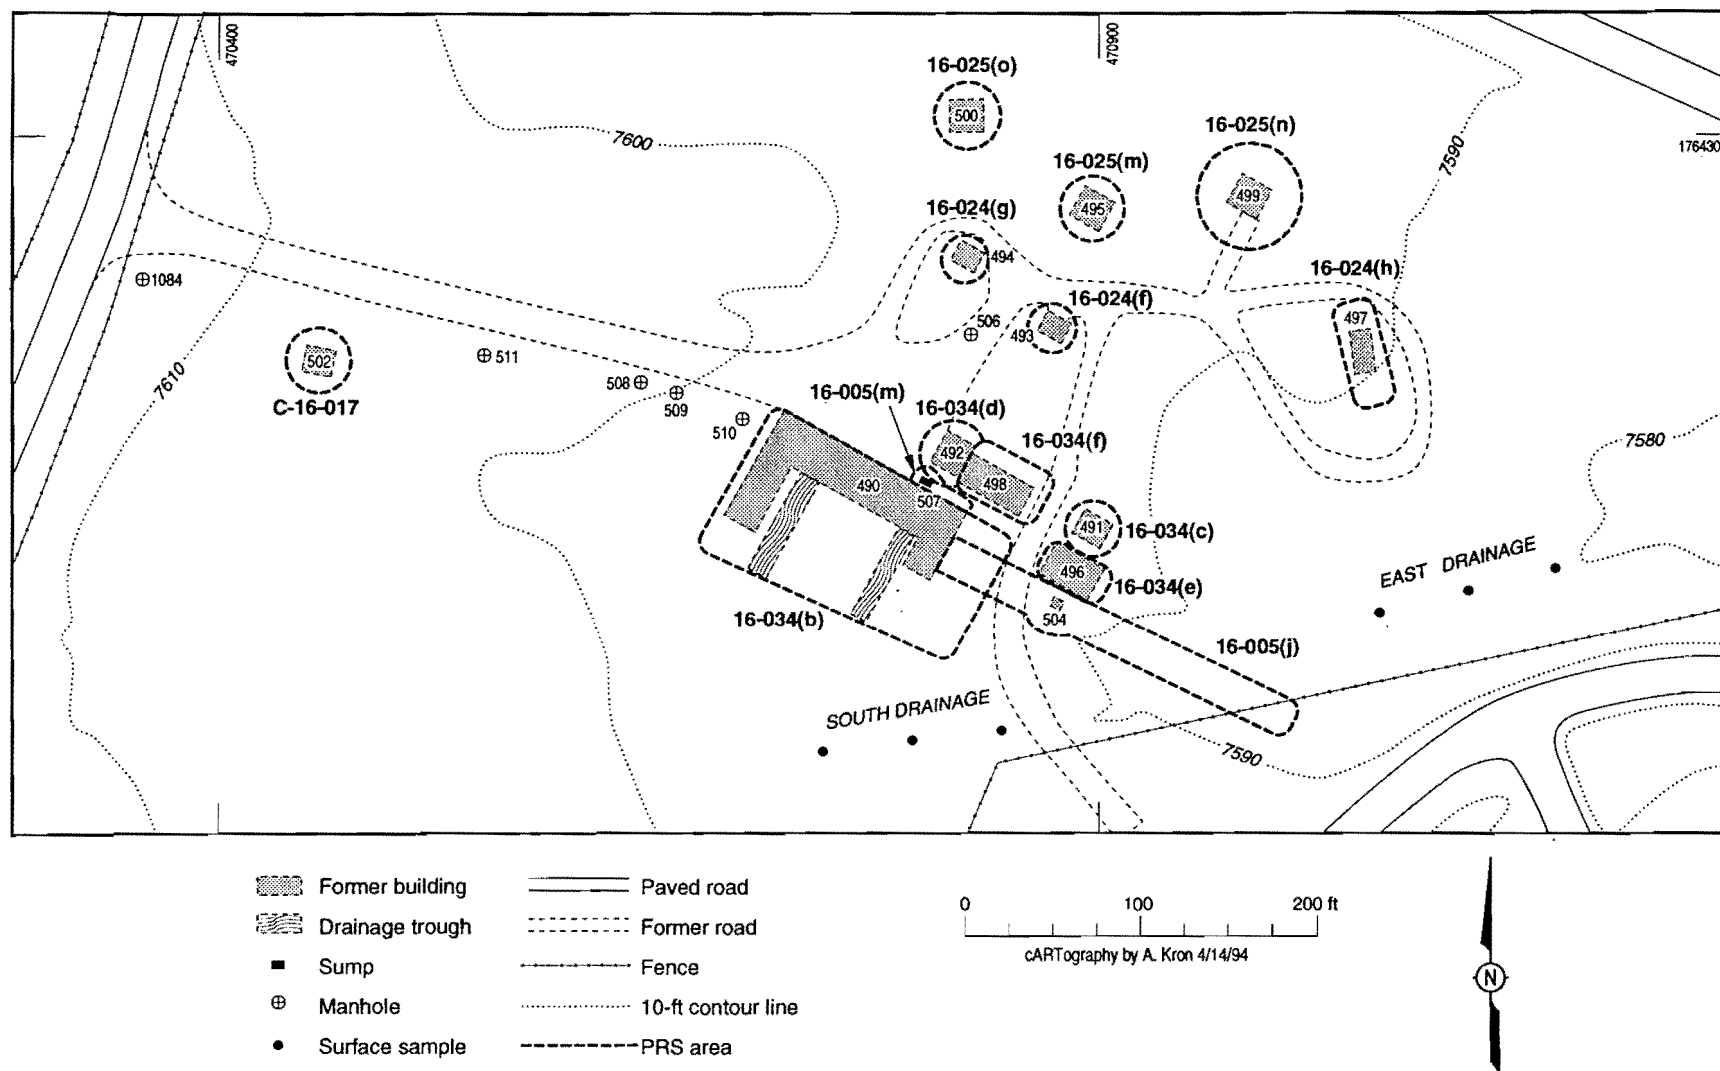 470400
470900
16-025(o)
500
16-025(n)
7600
7590
176430
16-025(m)
495
499
16-024(g)
494
16-024(h)
1084
16-024(f)
497
506
493
511
502
7610
C-16-017
508
509
510
16-005(m)
16-034(d)
16-034(f)
492
7580
490
498
507
491
16-034(c)
EAST DRAINAGE
496
16-034(e)
504
16-034(b)
16-005(j)
SOUTH DRAINAGE
7590
Former building
Paved road
Drainage trough
Former road
Sump
Fence
Manhole
10-ft contour line
Surface sample
PRS area
0 100 200 ft
cARTography by A. Kron 4/14/94
N